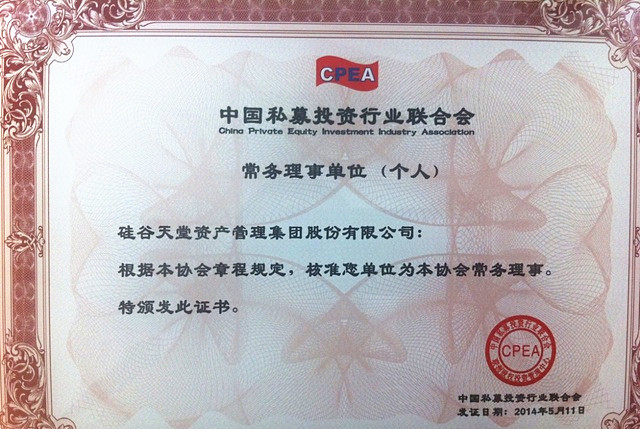 CPEA
中国私募投资行业联合会
China Private Equity Investment Industry Association
常务理事单位（个人）
硅谷天堂资产管理集团股份有限公司：
根据本协会章程规定，核准您单位为本协会常务理事。
特颁发此证书。
CPEA
中国私募投资行业联合会
发证日期：2014年5月11日